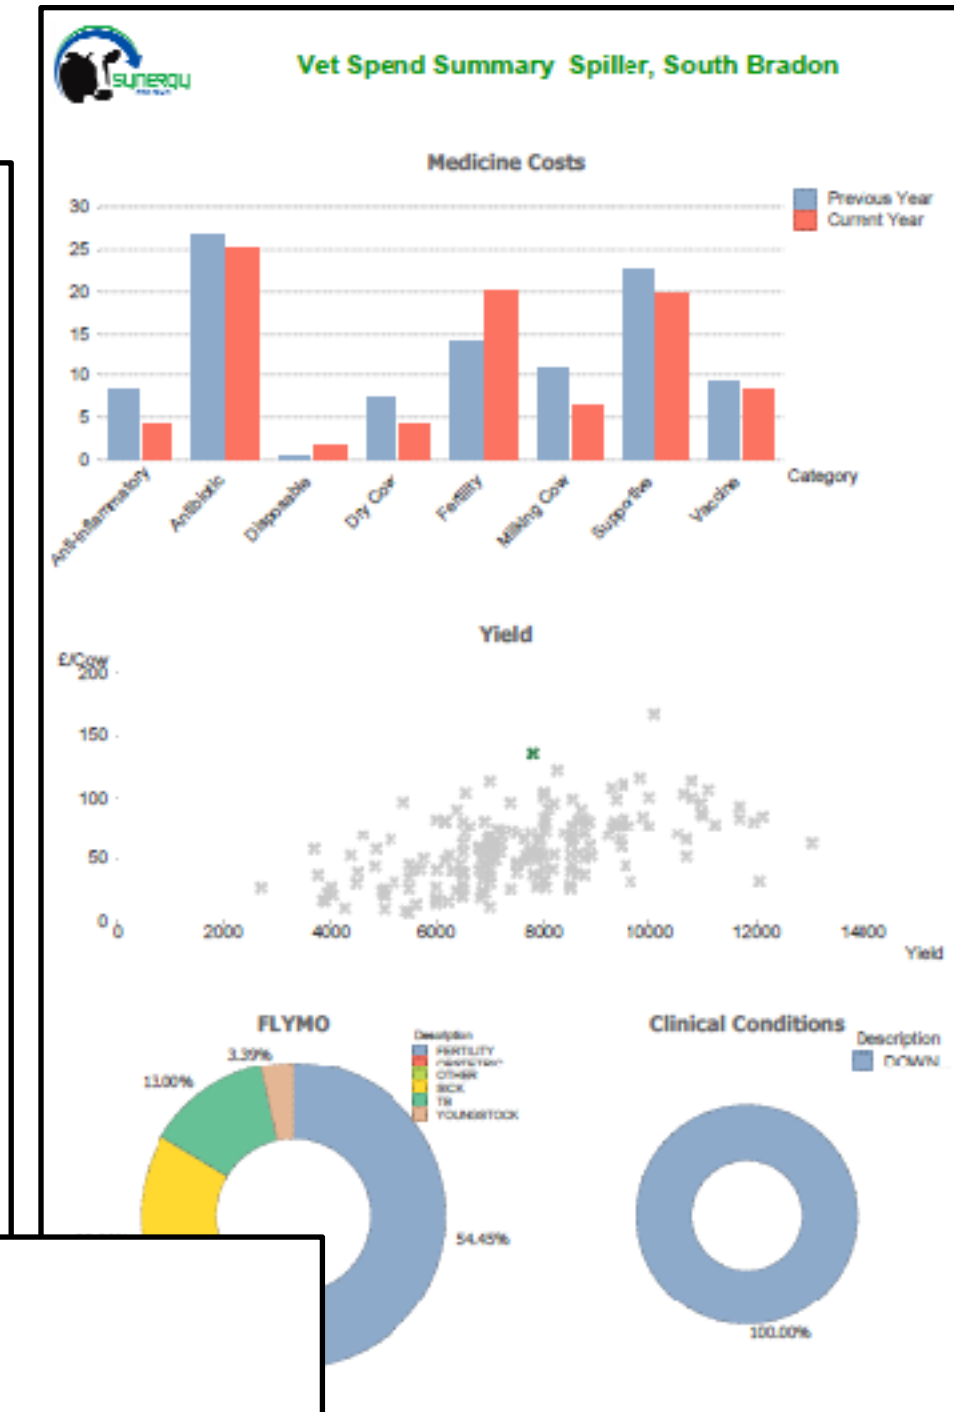 SYNERGY
Vet Spend Summary Spiller, South Bradon
Medicine Costs
Previous Year
Current Year
30
25
20
15
10
5
0
Anti-inflammatory
Antibiotic
Disposable
Dry Cow
Fertility
Milking Cow
Supportive
Vaccine
Category
Yield
£/Cow
200
150
100
50
0
0 2000 4000 6000 8000 10000 12000 14000
Yield
FLYMO
Description
FERTILITY
OBSTETRIC
OTHER
SICK
TB
YOUNGSTOCK
3.39%
13.00%
54.45%
Clinical Conditions
Description
DOWN...
100.00%